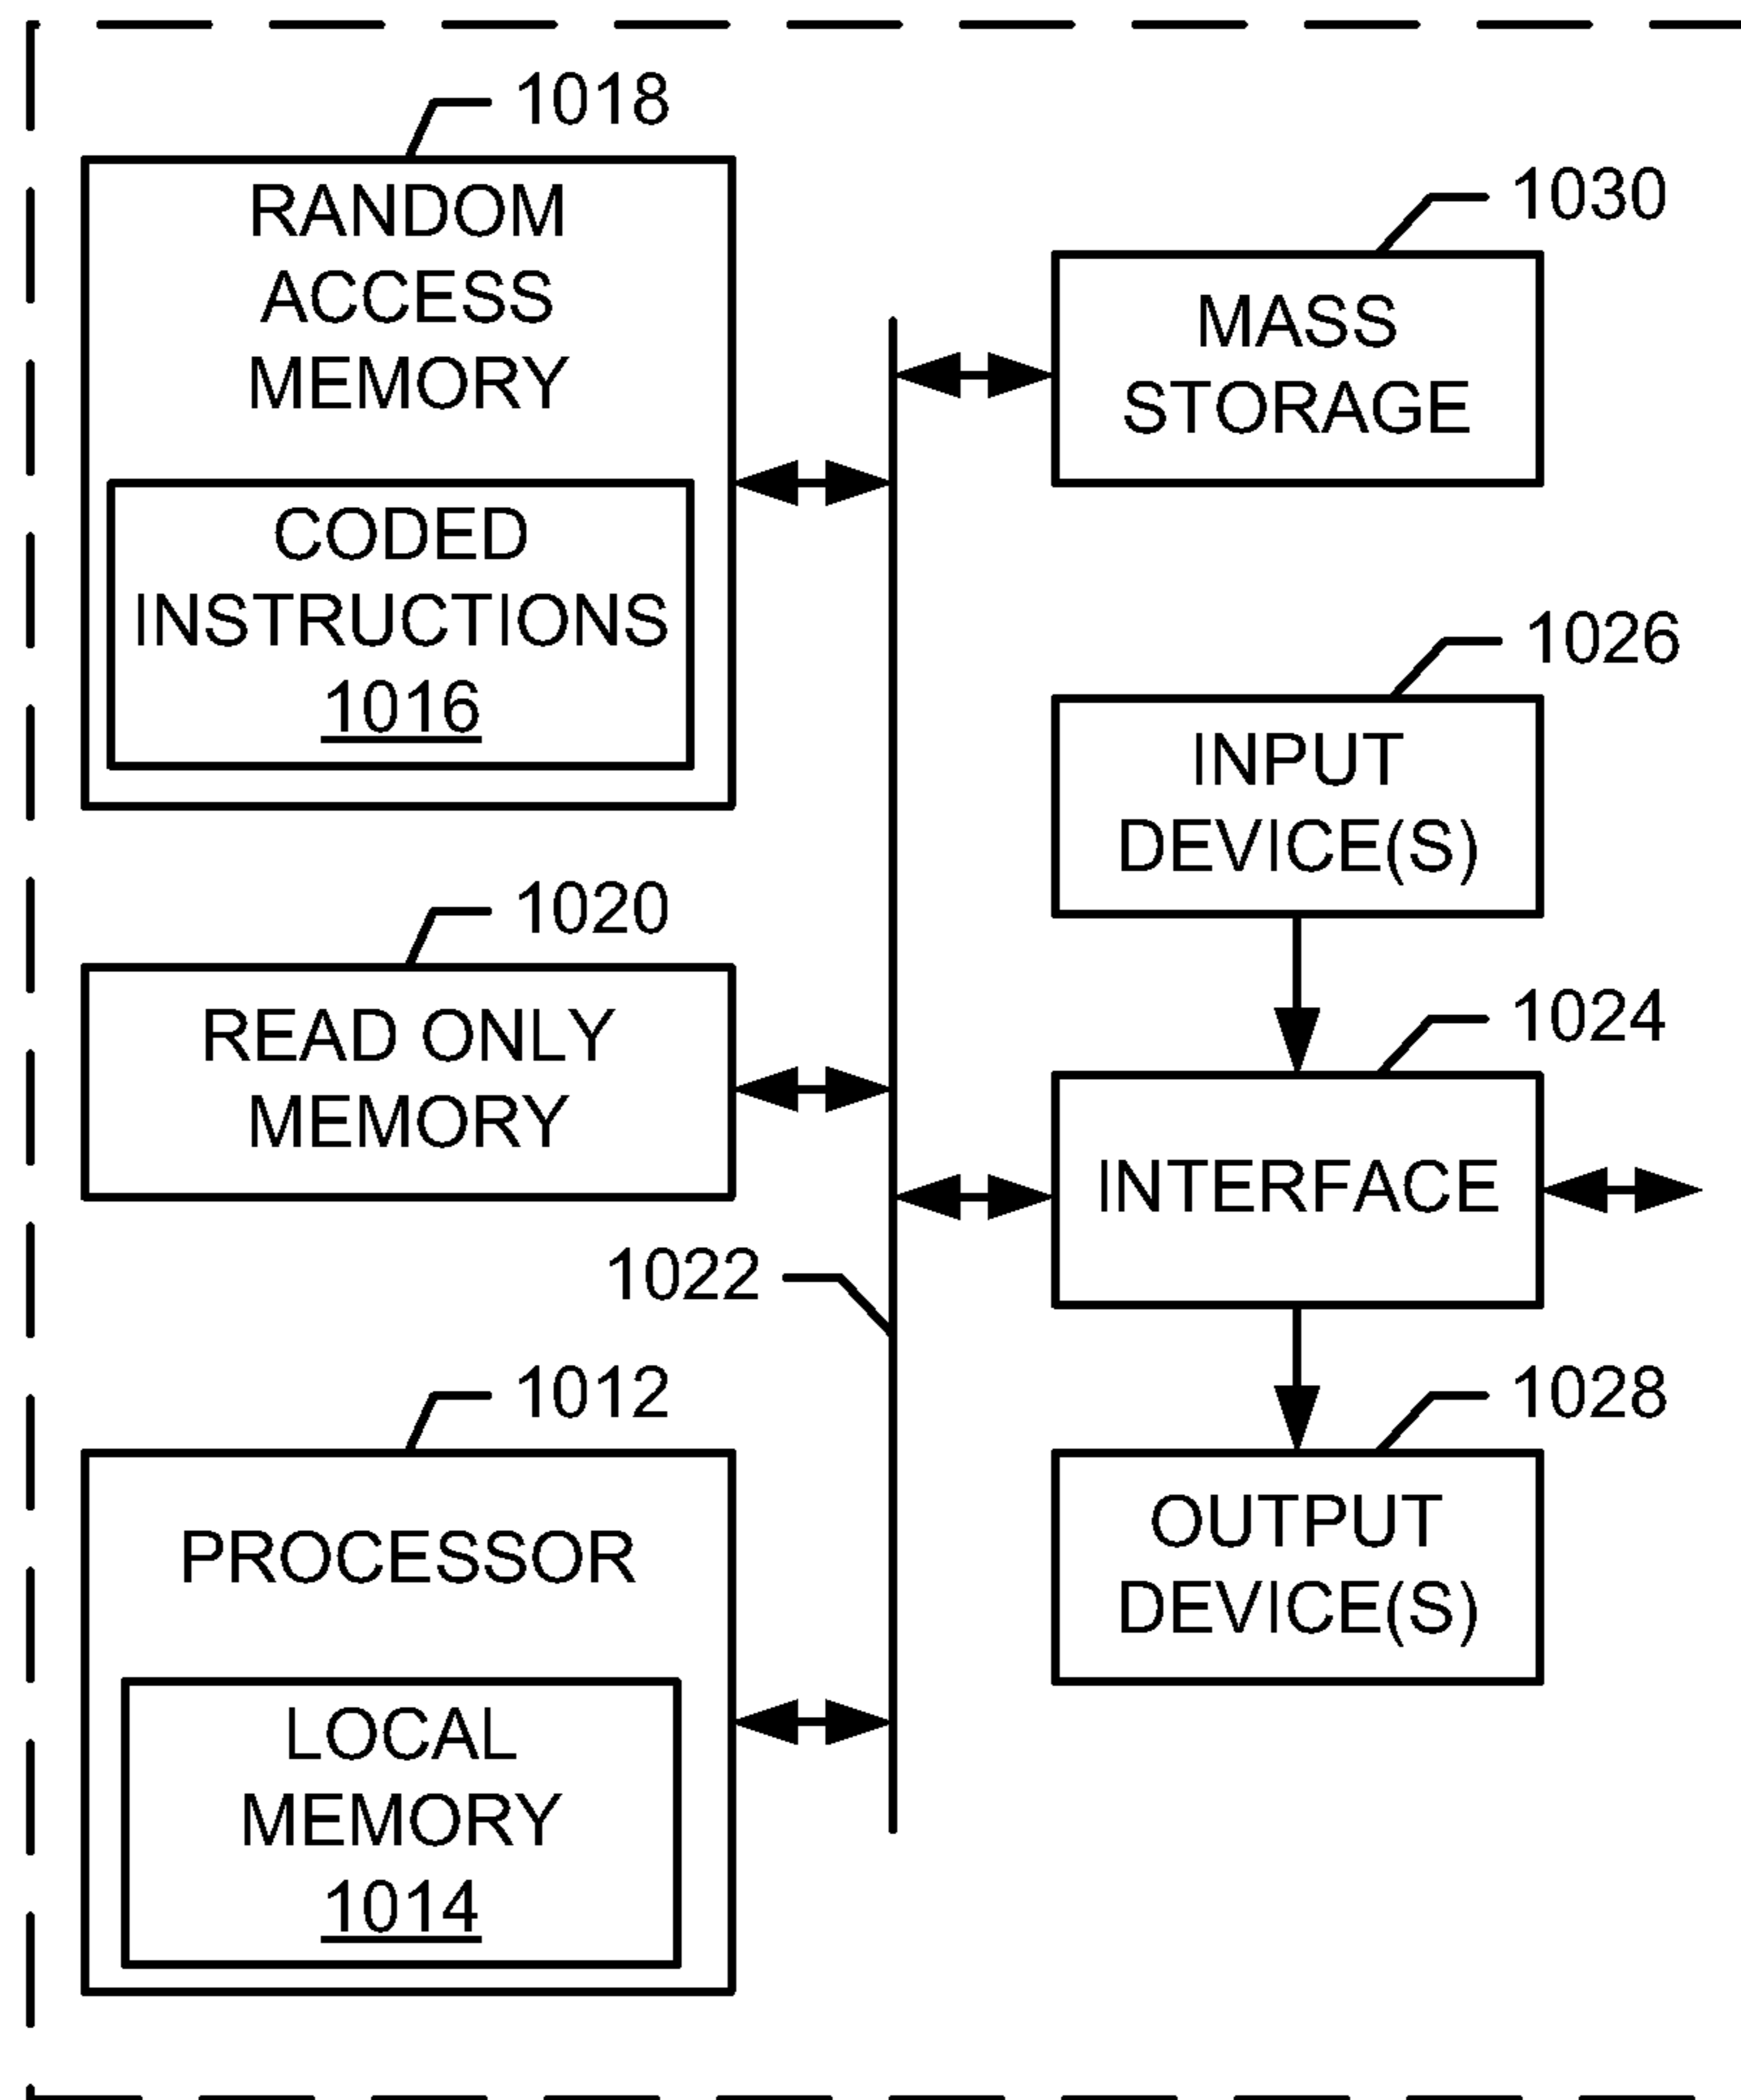 1018
RANDOM
ACCESS
MEMORY
CODED
INSTRUCTIONS
1016
1020
READ ONLY
MEMORY
1022
1012
PROCESSOR
LOCAL
MEMORY
1014
1030
MASS
STORAGE
1026
INPUT
DEVICE(S)
1024
INTERFACE
1028
OUTPUT
DEVICE(S)